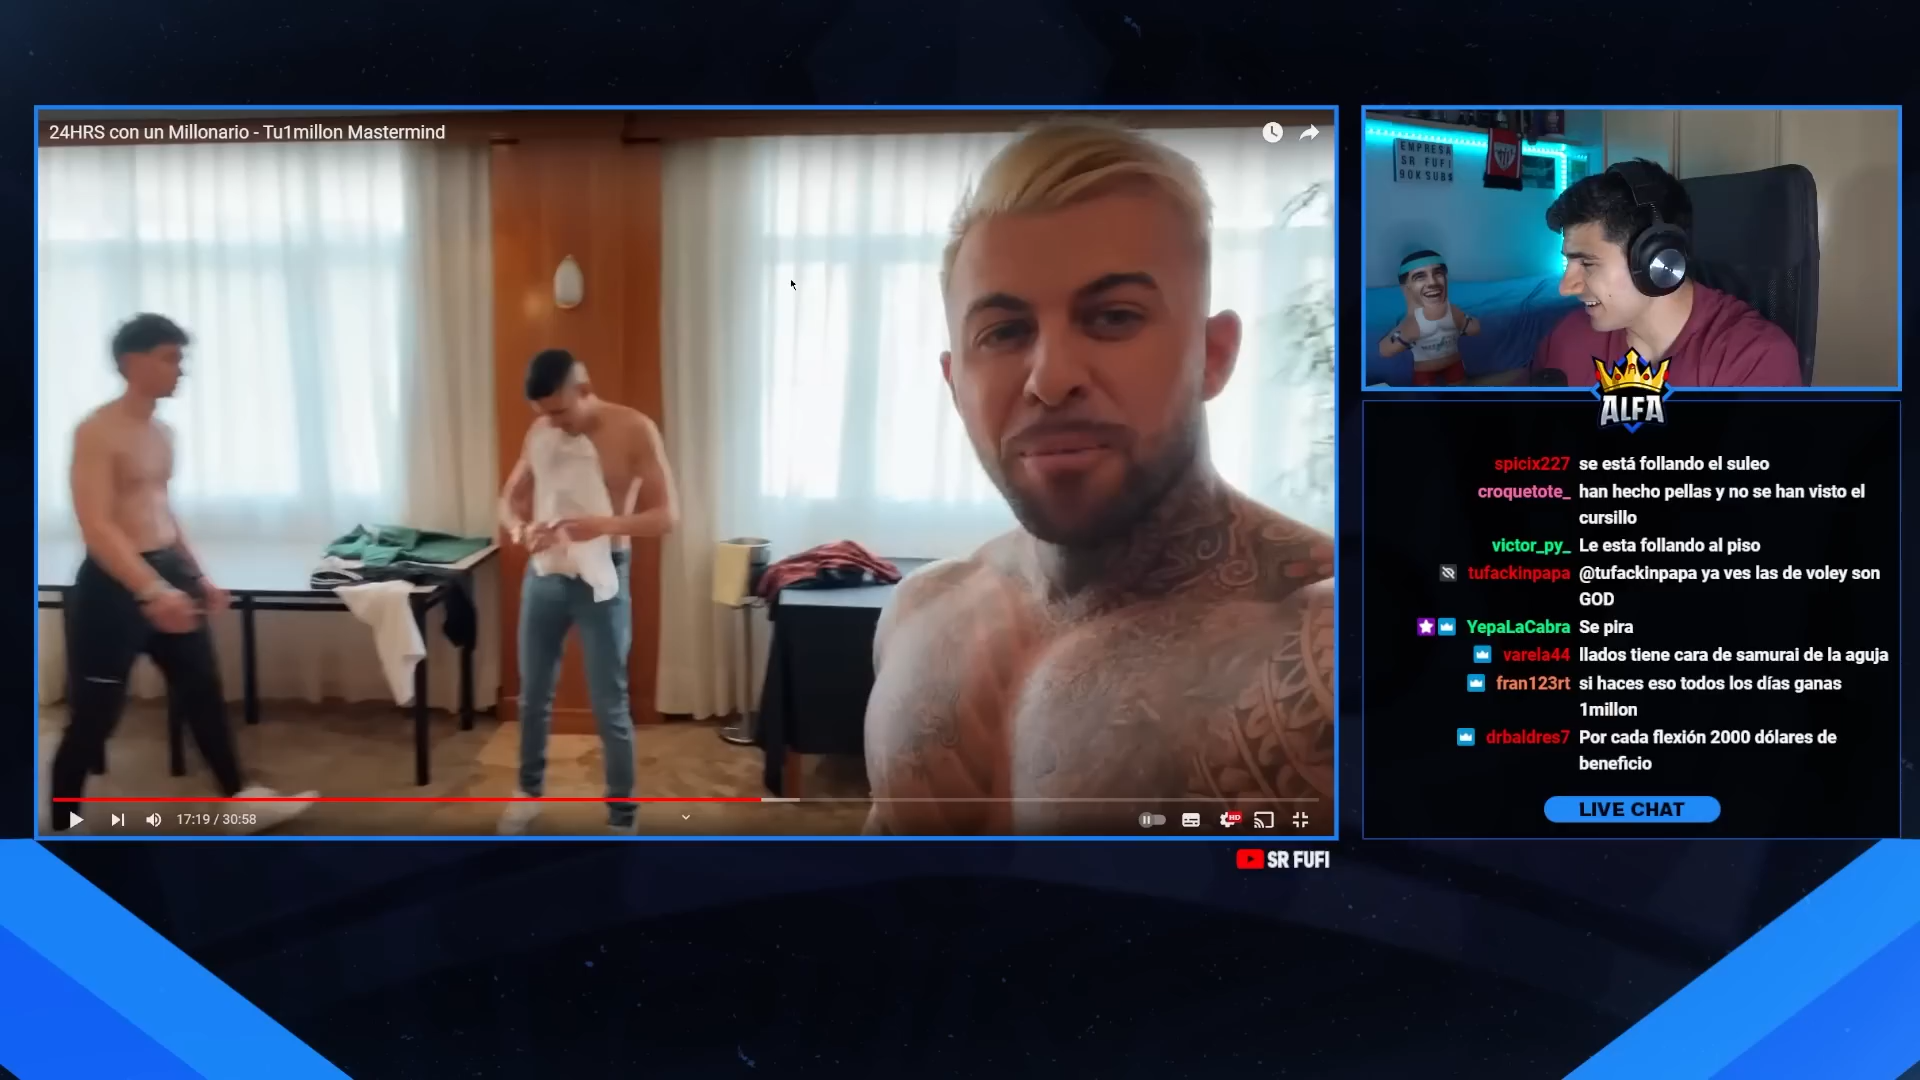 24HRS con un Millonario - Tu1millon Mastermind
17:19 / 30:58
HD
SR FUFI
EMPRESA
SR FUFI
90K SUBS
ALFA
spicix227 se está follando el suleo
croquetote_ han hecho pellas y no se han visto el
cursillo
victor_py_ Le esta follando al piso
tufackinpapa @tufackinpapa ya ves las de voley son
GOD
YepaLaCabra Se pira
varela44 llados tiene cara de samurai de la aguja
fran123rt si haces eso todos los días ganas
1millon
drbaldres7 Por cada flexión 2000 dólares de
beneficio
LIVE CHAT